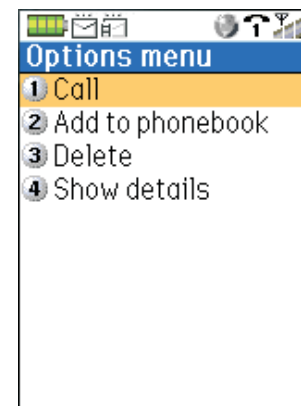 Options menu
1 Call
2 Add to phonebook
3 Delete
4 Show details